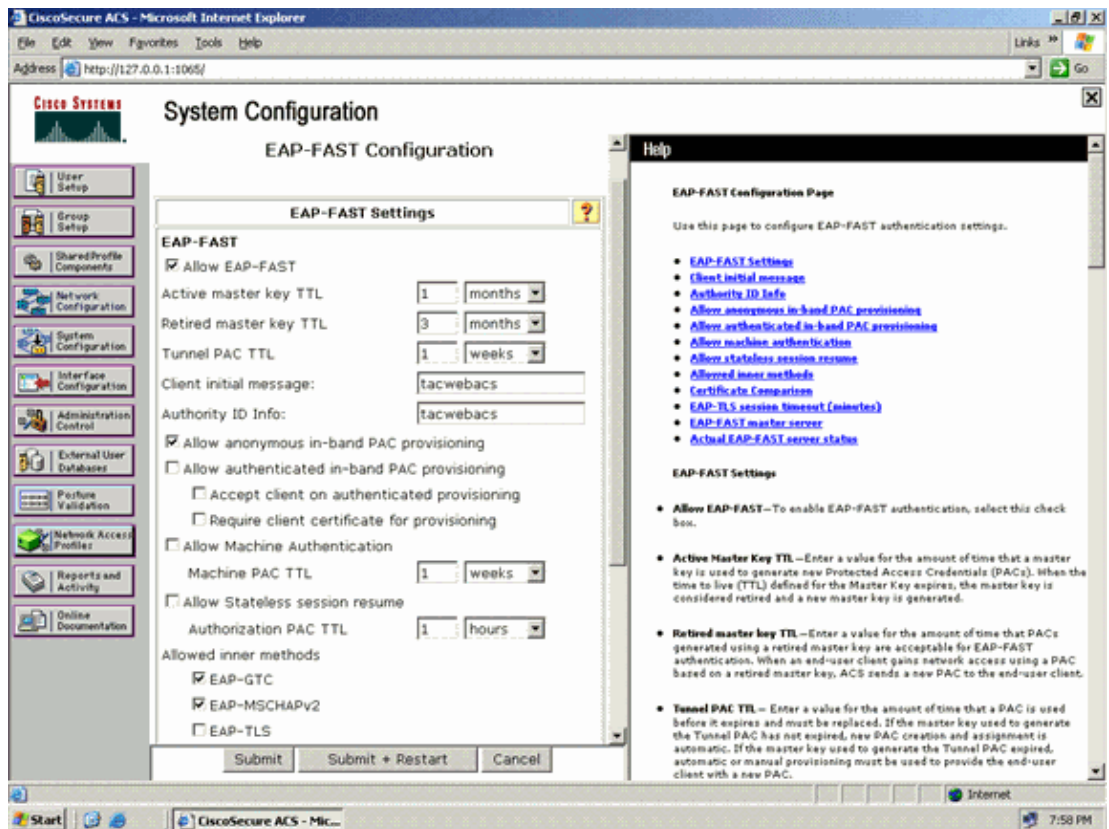 CiscoSecure ACS - Microsoft Internet Explorer
File Edit View Favorites Tools Help
Links »
Address http://127.0.0.1:1065/
Go
CISCO SYSTEMS
System Configuration
User Setup
Group Setup
Shared Profile Components
Network Configuration
System Configuration
Interface Configuration
Administration Control
External User Databases
Posture Validation
Network Access Profiles
Reports and Activity
Online Documentation
EAP-FAST Configuration
EAP-FAST Settings
?
EAP-FAST
Allow EAP-FAST
Active master key TTL 1 months
Retired master key TTL 3 months
Tunnel PAC TTL 1 weeks
Client initial message: tacwebacs
Authority ID Info: tacwebacs
Allow anonymous in-band PAC provisioning
Allow authenticated in-band PAC provisioning
Accept client on authenticated provisioning
Require client certificate for provisioning
Allow Machine Authentication
Machine PAC TTL 1 weeks
Allow Stateless session resume
Authorization PAC TTL 1 hours
Allowed inner methods
EAP-GTC
EAP-MSCHAPv2
EAP-TLS
Submit Submit + Restart Cancel
Help
EAP-FAST Configuration Page
Use this page to configure EAP-FAST authentication settings.
EAP-FAST Settings
Client initial message
Authority ID Info
Allow anonymous in-band PAC provisioning
Allow authenticated in-band PAC provisioning
Allow machine authentication
Allow stateless session resume
Allowed inner methods
Certificate Comparison
EAP-TLS session timeout (minutes)
EAP-FAST master server
Actual EAP-FAST server status
EAP-FAST Settings
Allow EAP-FAST—To enable EAP-FAST authentication, select this check
box.
Active Master Key TTL—Enter a value for the amount of time that a master
key is used to generate new Protected Access Credentials (PACs). When the
time to live (TTL) defined for the Master Key expires, the master key is
considered retired and a new master key is generated.
Retired master key TTL—Enter a value for the amount of time that PACs
generated using a retired master key are acceptable for EAP-FAST
authentication. When an end-user client gains network access using a PAC
based on a retired master key, ACS sends a new PAC to the end-user client.
Tunnel PAC TTL— Enter a value for the amount of time that a PAC is used
before it expires and must be replaced. If the master key used to generate
the Tunnel PAC has not expired, new PAC creation and assignment is
automatic. If the master key used to generate the Tunnel PAC expired,
automatic or manual provisioning must be used to provide the end-user
client with a new PAC.
Internet
Start CiscoSecure ACS - Mic... 7:58 PM